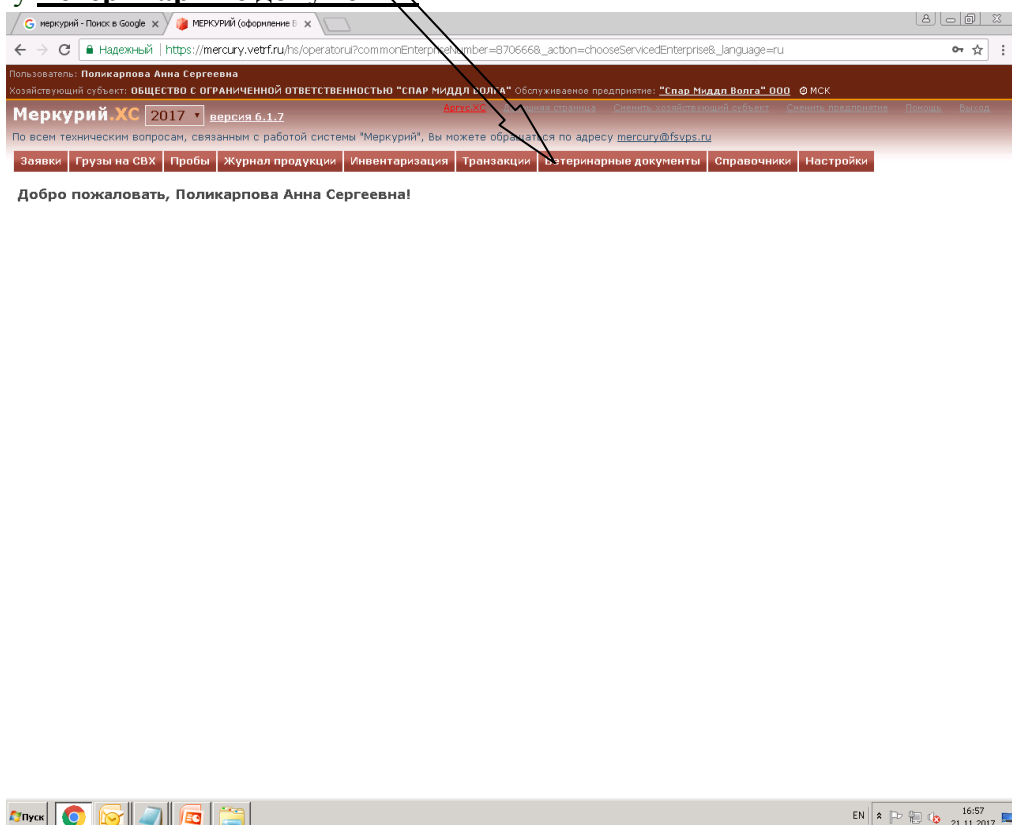 меркурий - Поиск в Google
МЕРКУРИЙ (оформление В
Надежный https://mercury.vetrf.ru/hs/operatorui?commonEnterpriseNumber=870666&_action=chooseServicedEnterprise&_language=ru
Пользователь: Поликарпова Анна Сергеевна
Хозяйствующий субъект: ОБЩЕСТВО С ОГРАНИЧЕННОЙ ОТВЕТСТВЕННОСТЬЮ "СПАР МИДДЛ ВОЛГА" Обслуживаемое предприятие: "Спар Миддл Волга" ООО МСК
Меркурий.ХС 2017 версия 6.1.7 Аргус.ХС страница Сменить хозяйствующий субъект Сменить предприятие Помощь Выход
По всем техническим вопросам, связанным с работой системы "Меркурий", Вы можете обращаться по адресу mercury@fsvps.ru
Заявки Грузы на СВХ Пробы Журнал продукции Инвентаризация Транзакции Ветеринарные документы Справочники Настройки
Добро пожаловать, Поликарпова Анна Сергеевна!
Пуск EN 16:57
21.11.2017